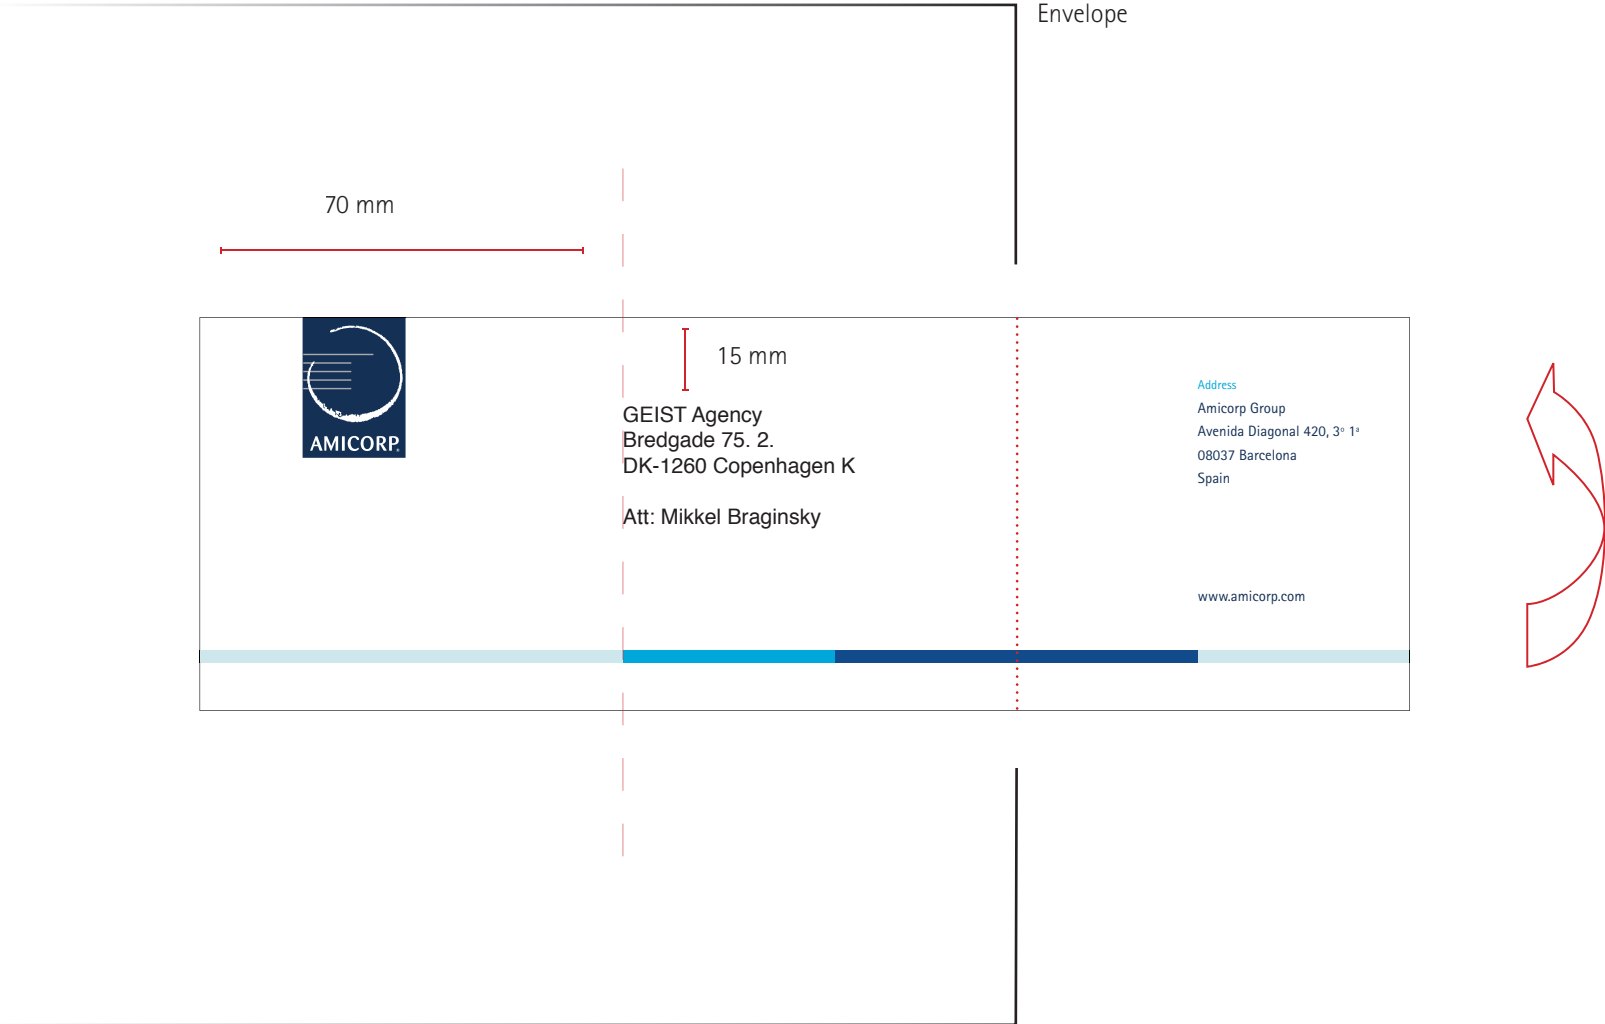 Envelope
70 mm
15 mm
AMICORP®
GEIST Agency
Bredgade 75. 2.
DK-1260 Copenhagen K
Att: Mikkel Braginsky
Address
Amicorp Group
Avenida Diagonal 420, 3º 1ª
08037 Barcelona
Spain
www.amicorp.com